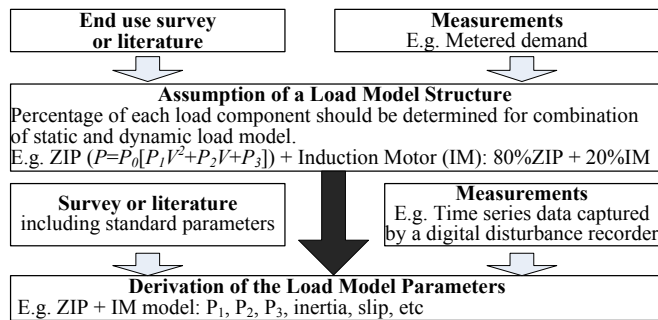 End use survey
or literature
Measurements
E.g. Metered demand
Assumption of a Load Model Structure
Percentage of each load component should be determined for combination
of static and dynamic load model.
E.g. ZIP (P=P₀[P₁V²+P₂V+P₃]) + Induction Motor (IM): 80%ZIP + 20%IM
Survey or literature
including standard parameters
Measurements
E.g. Time series data captured
by a digital disturbance recorder
Derivation of the Load Model Parameters
E.g. ZIP + IM model: P₁, P₂, P₃, inertia, slip, etc